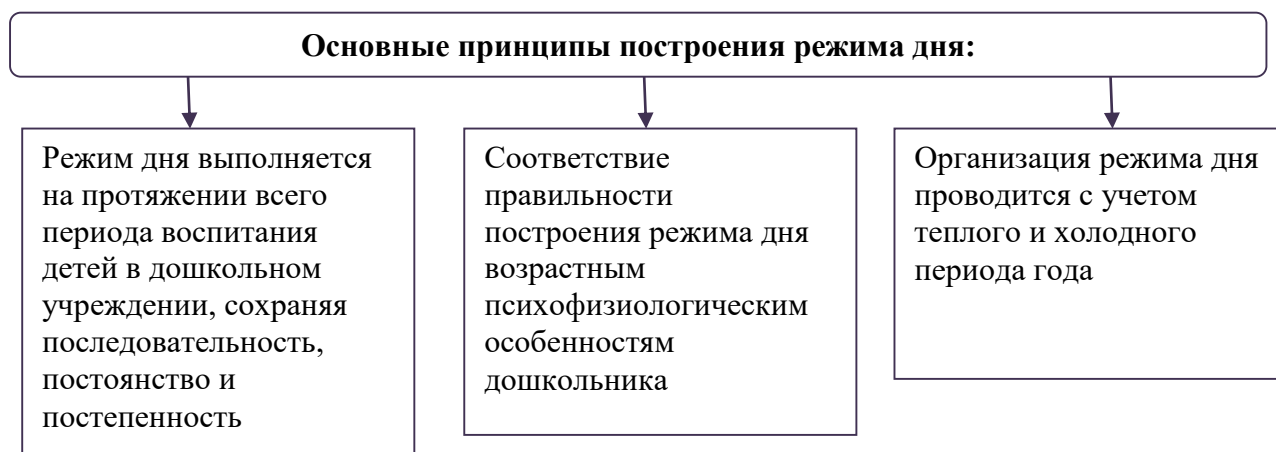 Основные принципы построения режима дня:
Режим дня выполняется
на протяжении всего
периода воспитания
детей в дошкольном
учреждении, сохраняя
последовательность,
постоянство и
постепенность
Соответствие
правильности
построения режима дня
возрастным
психофизиологическим
особенностям
дошкольника
Организация режима дня
проводится с учетом
теплого и холодного
периода года